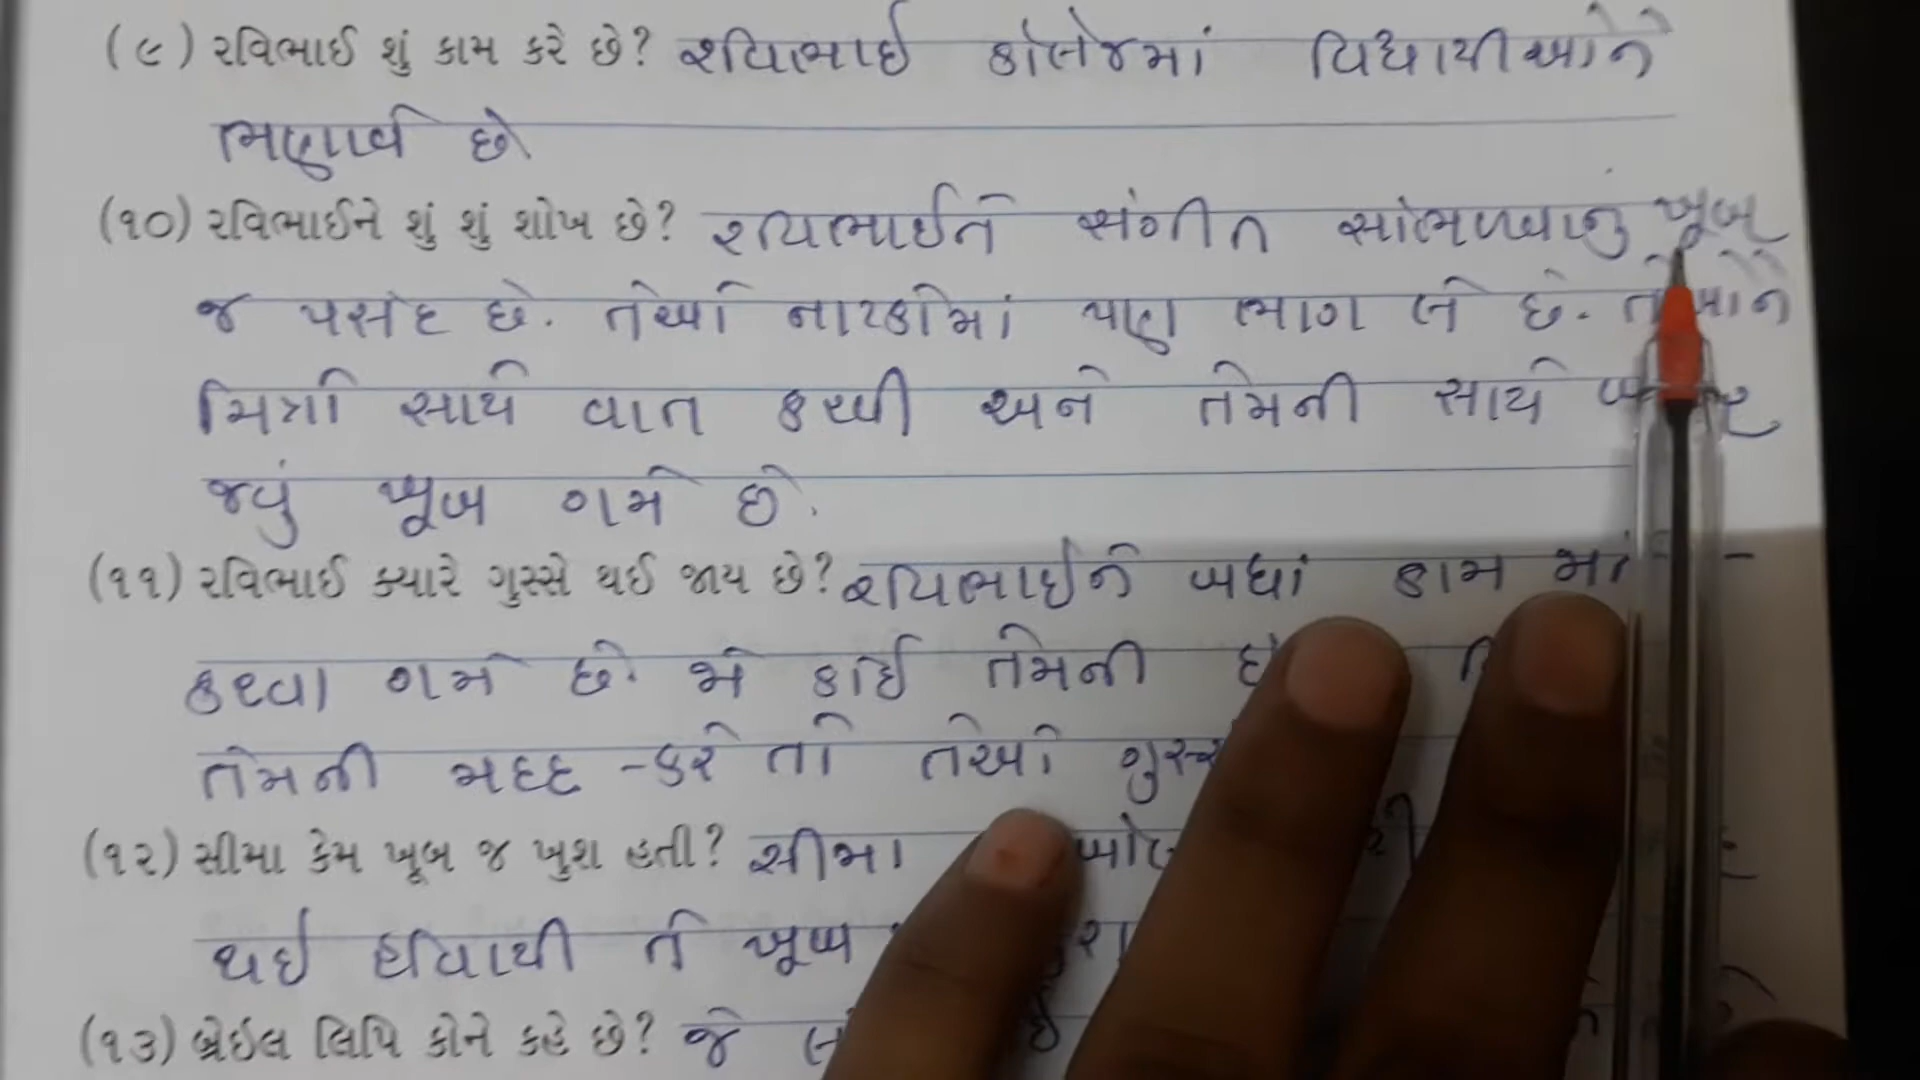 (૯) રવિભાઈ શું કામ કરે છે? રવિભાઈ કોલેજમાં વિધાર્થીઓને
ભણાવે છે
(૧૦) રવિભાઈને શું શું શોખ છે? રવિભાઈને સંગીત સાંભળવાનું ખૂબ
જ પસંદ છે. તેઓ નાટકોમાં પણ ભાગ લે છે. તેઓને
મિત્રો સાથે વાત કરવી અને તેમની સાથે
જવું ખૂબ ગમે છે.
(૧૧) રવિભાઈ ક્યારે ગુસ્સે થઈ જાય છે? રવિભાઈને બધાં કામ
કરવા ગમે છે. જો કોઈ તેમની
તેમની મદદ કરે તો તેઓ
(૧૨) સીમા કેમ ખૂબ જ ખુશ હતી? સીમા
થઈ હોવાથી તે ખૂબ
(૧૩) બ્રેઈલ લિપિ કોને કહે છે? જે